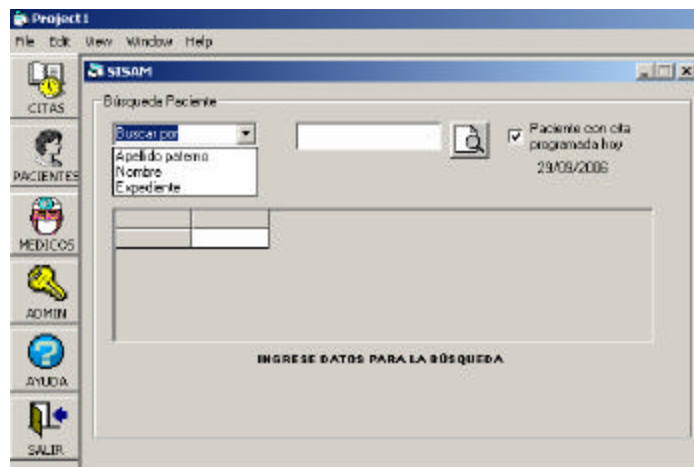 Project1
File Edit View Window Help
SISAM
CITAS
PACIENTES
MEDICOS
ADMIN
AYUDA
SALIR
Búsqueda Paciente
Buscar por
Apellido paterno
Nombre
Expediente
Paciente con cita
programada hoy
29/09/2006
INGRESE DATOS PARA LA BÚSQUEDA